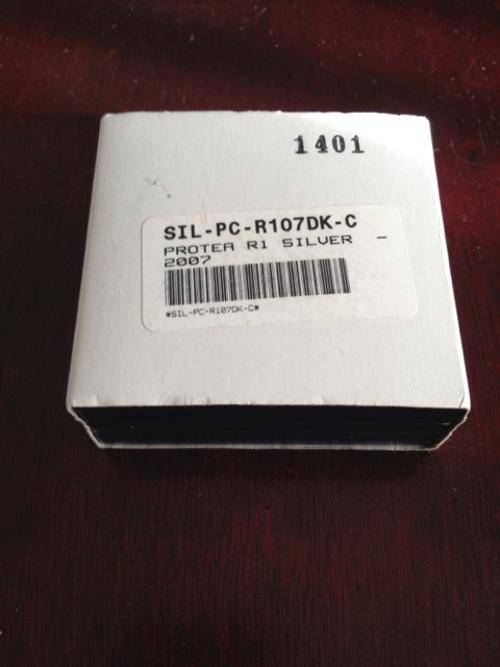 1401
SIL-PC-R107DK-C
PROTEA R1 SILVER -
2007
*SIL-PC-R107DK-C*